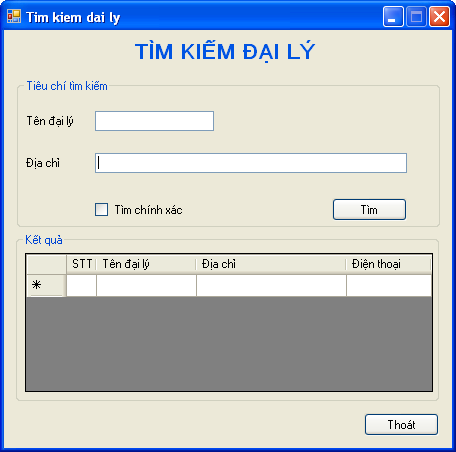 Tim kiem dai ly
TÌM KIẾM ĐẠI LÝ
Tiêu chí tìm kiếm
Tên đại lý
Địa chỉ
Tìm chính xác
Tìm
Kết quả
STT Tên đại lý Địa chỉ Điện thoại
Thoát